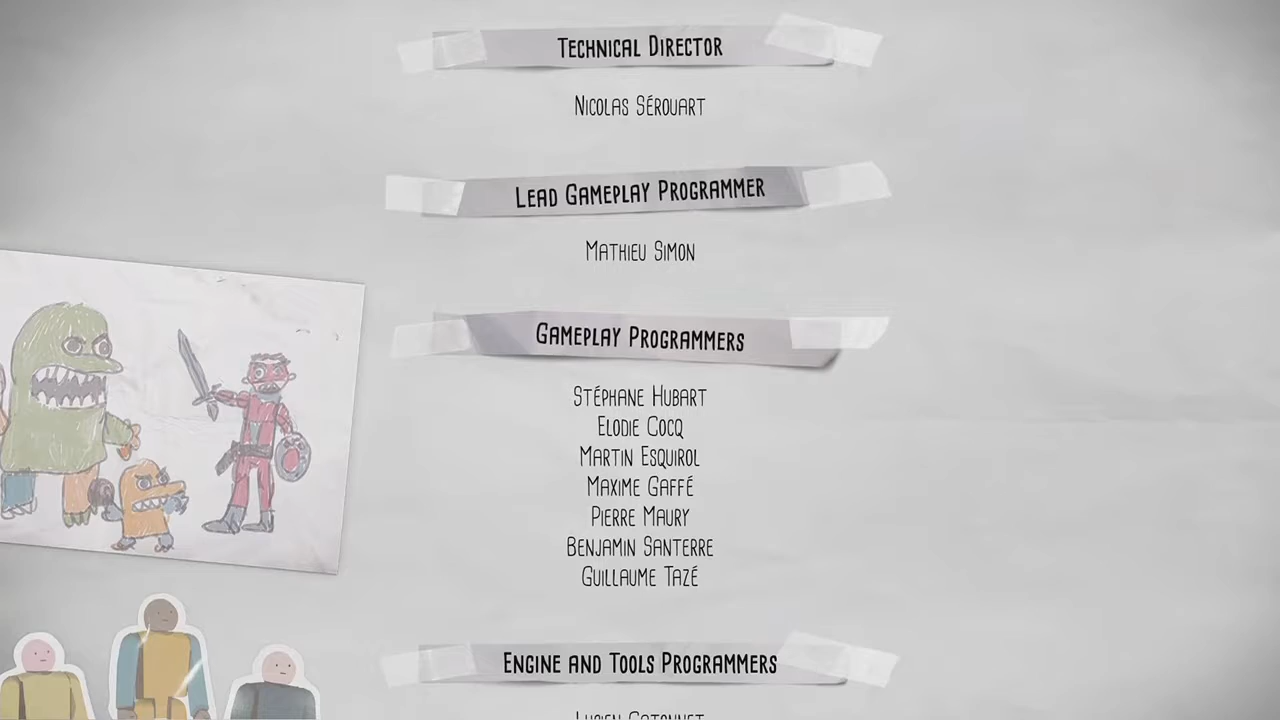 Technical Director
Nicolas Sérouart
Lead Gameplay Programmer
Mathieu Simon
Gameplay Programmers
Stéphane Hubart
Elodie Cocq
Martin Esquirol
Maxime Gaffé
Pierre Maury
Benjamin Santerre
Guillaume Tazé
Engine and Tools Programmers